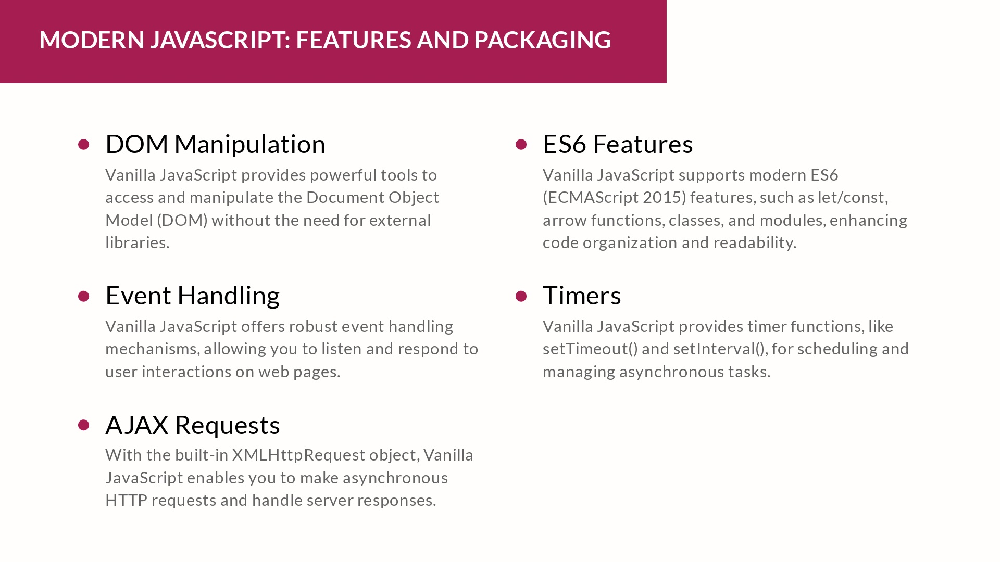 MODERN JAVASCRIPT: FEATURES AND PACKAGING
DOM Manipulation
Vanilla JavaScript provides powerful tools to
access and manipulate the Document Object
Model (DOM) without the need for external
libraries.
Event Handling
Vanilla JavaScript offers robust event handling
mechanisms, allowing you to listen and respond to
user interactions on web pages.
AJAX Requests
With the built-in XMLHttpRequest object, Vanilla
JavaScript enables you to make asynchronous
HTTP requests and handle server responses.
ES6 Features
Vanilla JavaScript supports modern ES6
(ECMAScript 2015) features, such as let/const,
arrow functions, classes, and modules, enhancing
code organization and readability.
Timers
Vanilla JavaScript provides timer functions, like
setTimeout() and setInterval(), for scheduling and
managing asynchronous tasks.